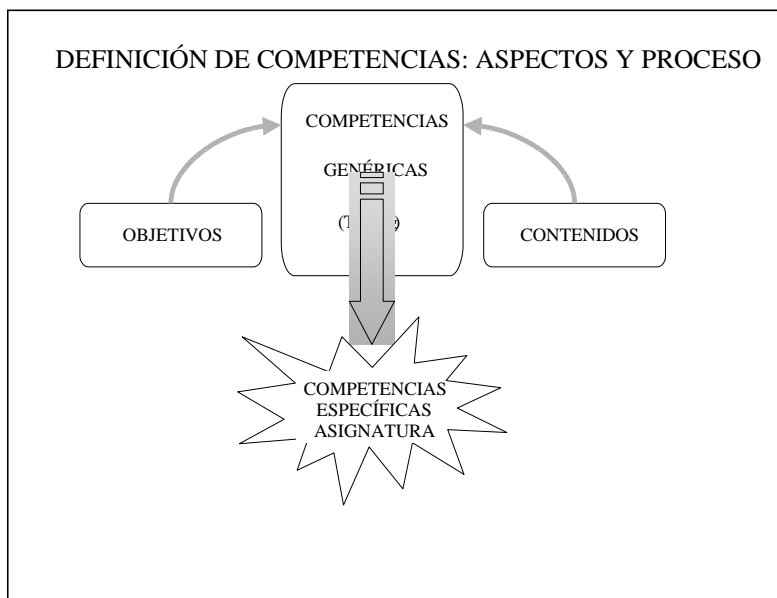 DEFINICIÓN DE COMPETENCIAS: ASPECTOS Y PROCESO
COMPETENCIAS
GENÉRICAS
OBJETIVOS
CONTENIDOS
COMPETENCIAS
ESPECÍFICAS
ASIGNATURA